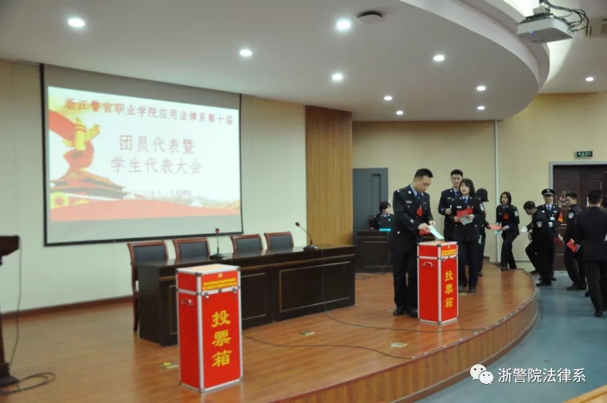 浙江警官职业学院应用法律系第十届
团员代表暨
学生代表大会
投票箱
投票箱
浙警院法律系